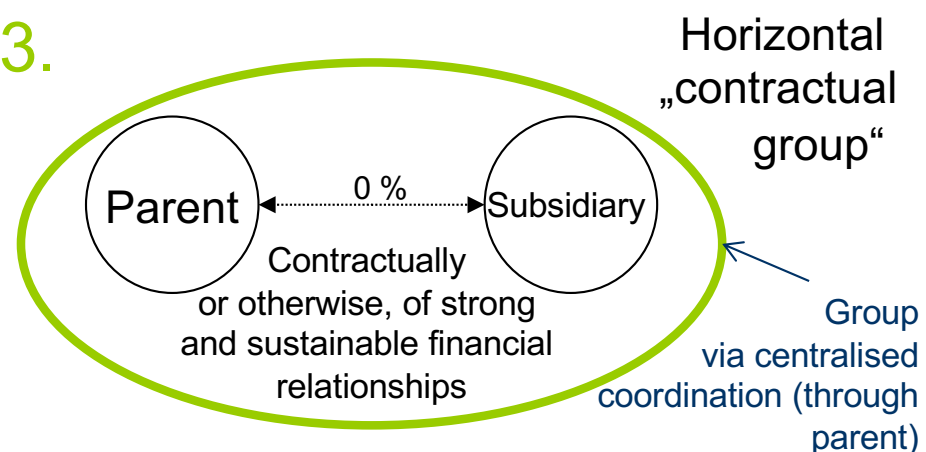 3.
Horizontal
„contractual
group“
Parent
0 %
Subsidiary
Contractually
or otherwise, of strong
and sustainable financial
relationships
Group
via centralised
coordination (through
parent)